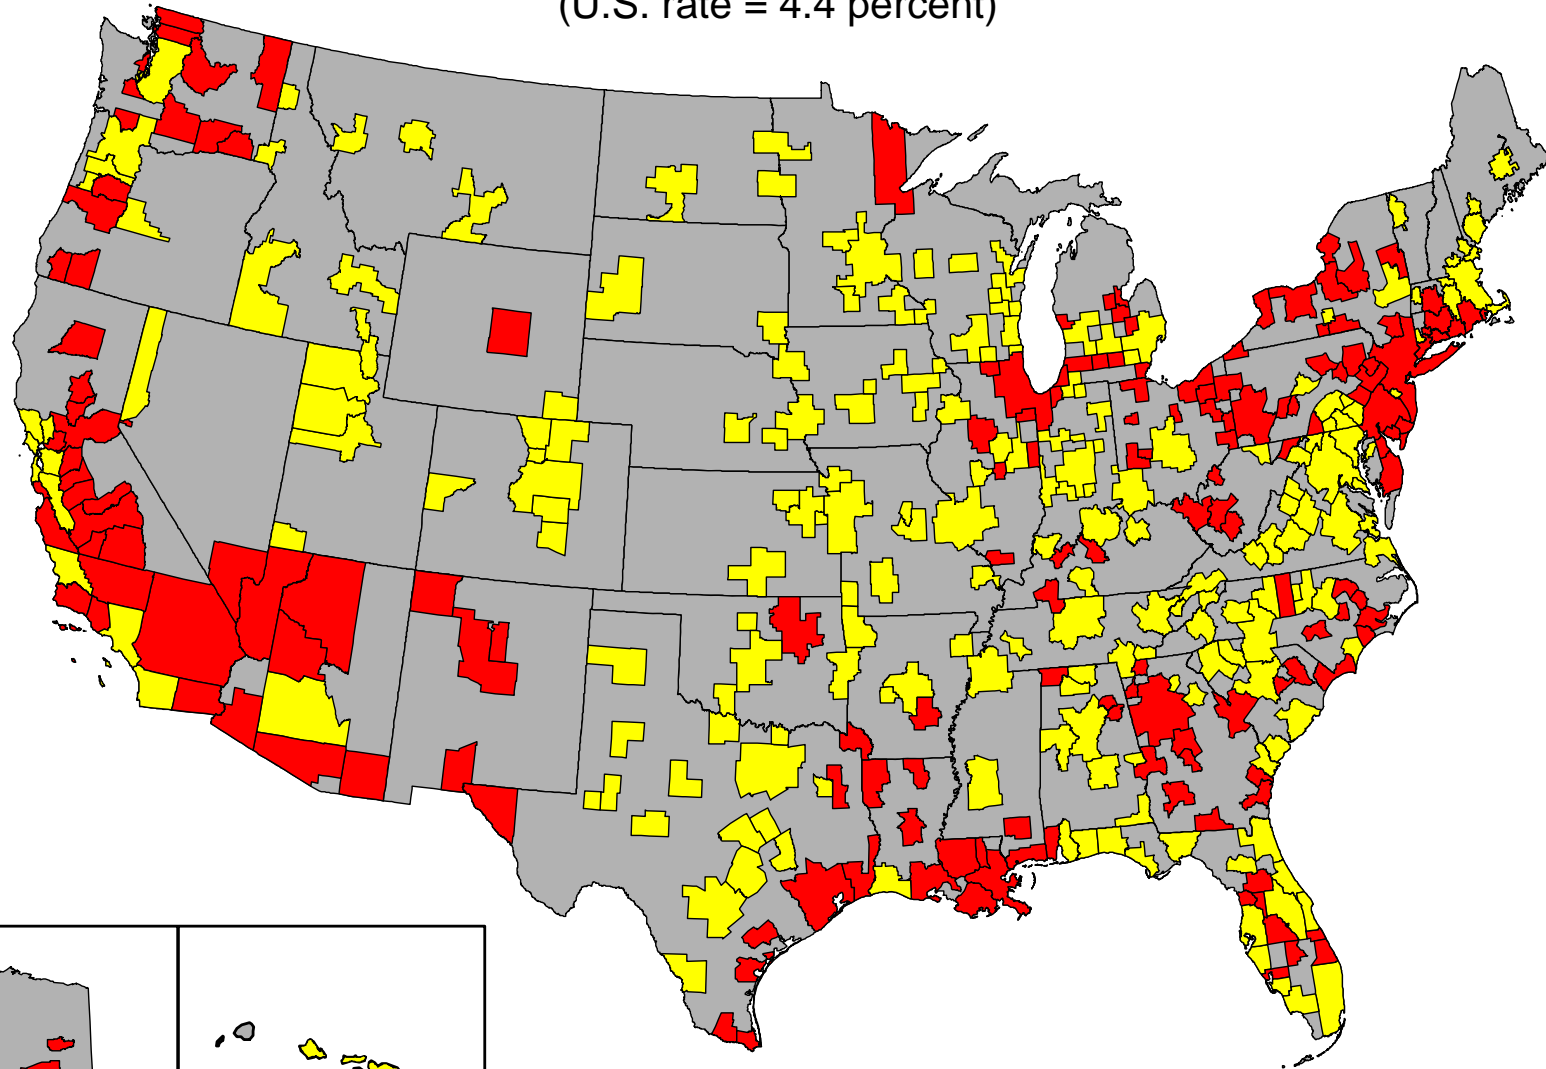 (U.S. rate = 4.4 percent)